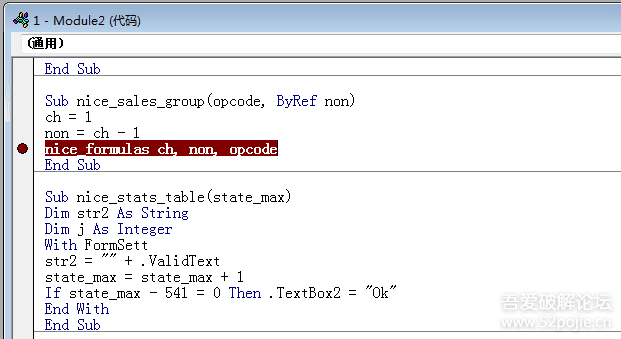 1 - Module2 (代码)
(通用)
End Sub
Sub nice_sales_group(opcode, ByRef non)
ch = 1
non = ch - 1
nice_formulas ch, non, opcode
End Sub
Sub nice_stats_table(state_max)
Dim str2 As String
Dim j As Integer
With FormSett
str2 = "" + .ValidText
state_max = state_max + 1
If state_max - 541 = 0 Then .TextBox2 = "Ok"
End With
End Sub
吾爱破解论坛
www.52pojie.cn